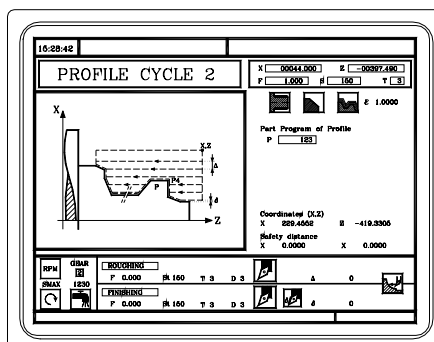 15:28:42
X 00044.000 Z -00397.490
F 1.000 S 150 T 3
PROFILE CYCLE 2
ε 1.0000
Part Program of Profile
P 123
X
X,Z
Δ
P P4
δ
Z
Coordinates (X,Z)
X 229.4552 Z -419.3305
Safety distance
X 0.0000 X 0.0000
RPM GEAR
2
SMAX 1230
ROUGHING
F 0.000 S 150 T 3 D 3 Δ 0
FINISHING
F 0.000 S 150 T 3 D 3 δ 0